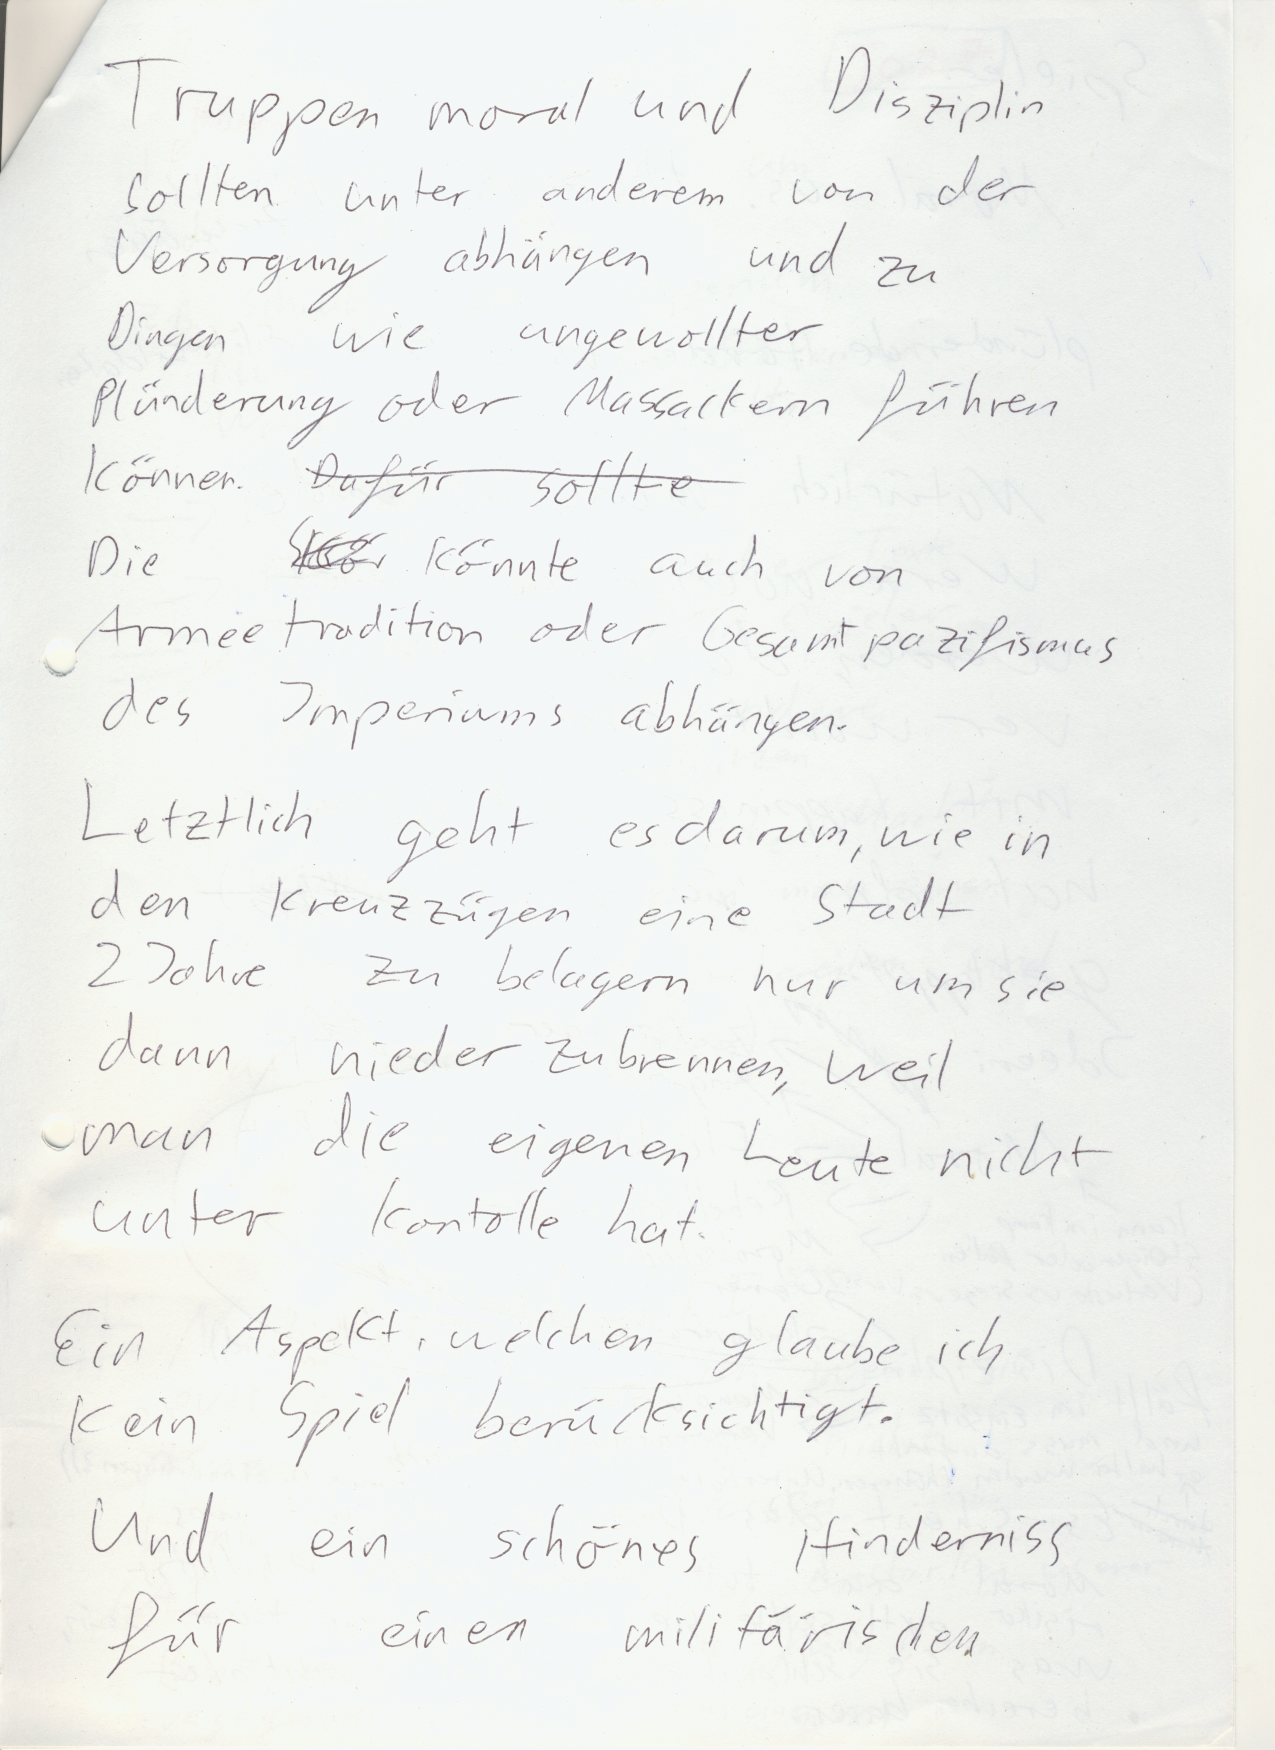 Truppenmoral und Disziplin
sollten unter anderem von der
Versorgung abhängen und zu
Dingen wie ungewollter
Plünderung oder Massackern führen
können. Dafür sollte
Die könnte auch von
Armeetradition oder Gesamtpazifismus
des Imperiums abhängen.
Letztlich geht es darum, wie in
den Kreuzzügen eine Stadt
2 Jahre zu belagern nur um sie
dann nieder zubrennen, weil
man die eigenen Leute nicht
unter Kontolle hat.
Ein Aspekt, welchen glaube ich
kein Spiel berücksichtigt.
Und ein schönes Hinderniss
für einen militärischen